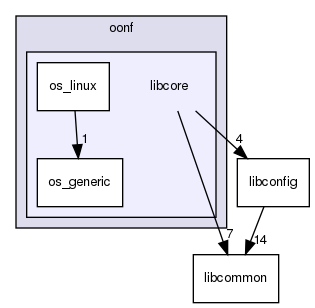 oonf
os_linux libcore
1 4
os_generic libconfig
7 14
libcommon